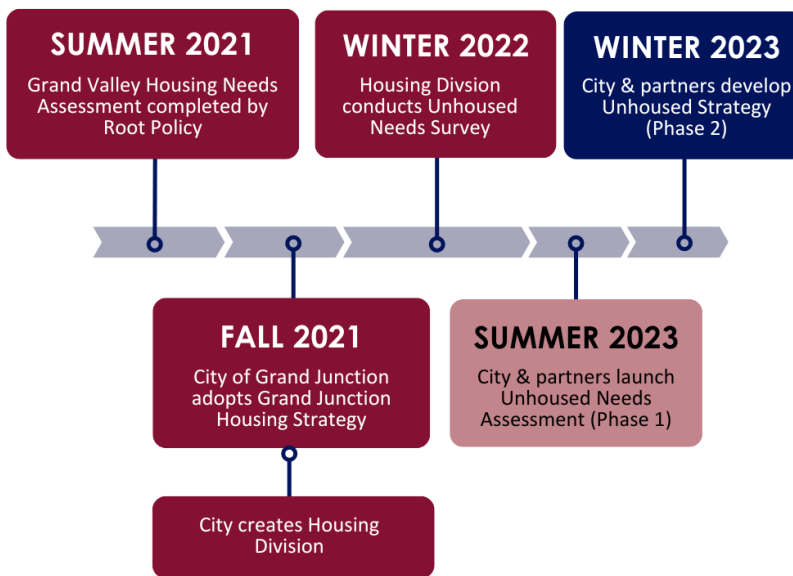 SUMMER 2021
Grand Valley Housing Needs
Assessment completed by
Root Policy
WINTER 2022
Housing Divsion
conducts Unhoused
Needs Survey
WINTER 2023
City & partners develop
Unhoused Strategy
(Phase 2)
FALL 2021
City of Grand Junction
adopts Grand Junction
Housing Strategy
SUMMER 2023
City & partners launch
Unhoused Needs
Assessment (Phase 1)
City creates Housing
Division